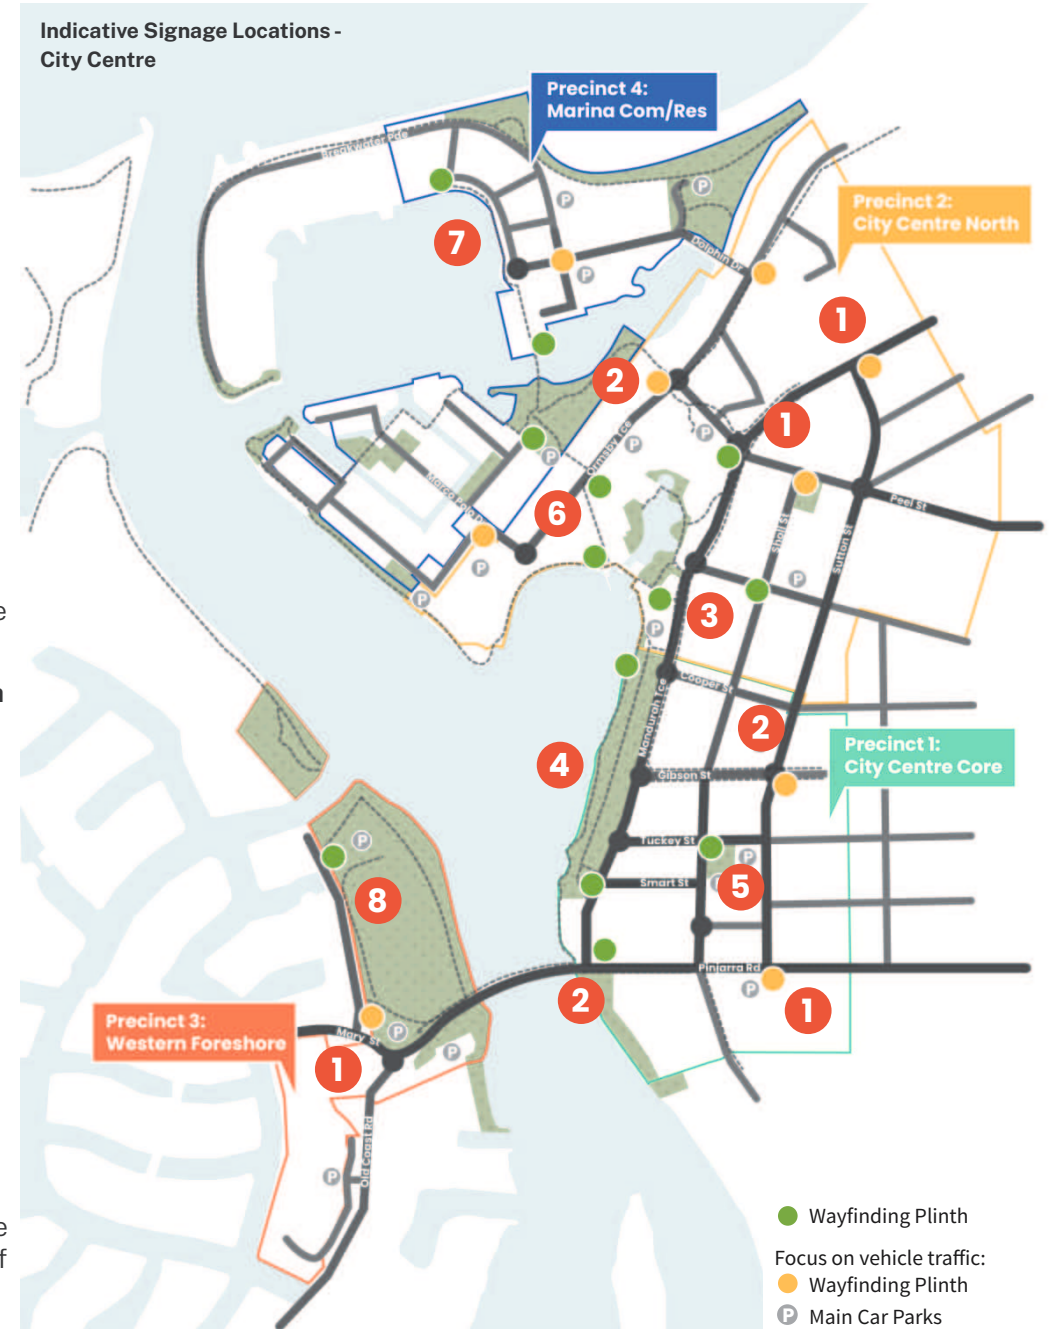 Indicative Signage Locations -
City Centre
Precinct 4:
Marina Com/Res
Breakwater Pde
P
P
Precinct 2:
City Centre North
7
Dolphin Dr
P
1
2
1
P
P
Ormsby Tce
P
Marco Polo Dr
6
Peel St
Sholl St
Sutton St
P
P
P
e
3
P
n
Cooper St
Mandurah Tce
2
4
Precinct 1:
City Centre Core
Gibson St
P
Tuckey St
P
Smart St
5
8
Pinjarra Rd
P
2
1
Precinct 3:
Western Foreshore
Mary St
P
P
1
Old Coast Rd
P
Wayfinding Plinth
e
Focus on vehicle traffic:
f
Wayfinding Plinth
P Main Car Parks